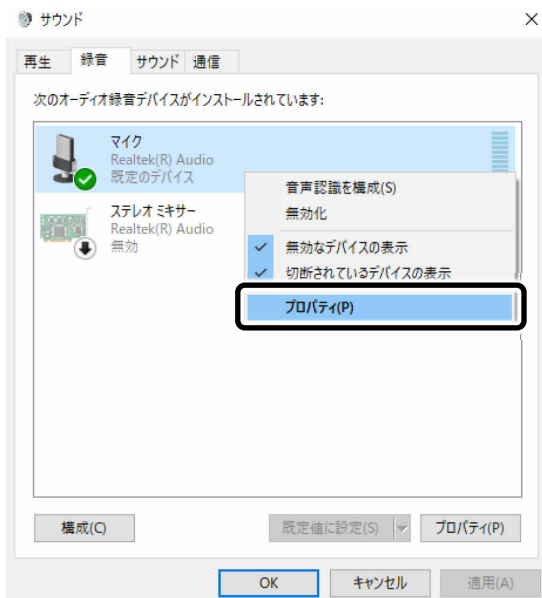 サウンド
再生 録音 サウンド 通信
次のオーディオ録音デバイスがインストールされています:
マイク
Realtek(R) Audio
既定のデバイス
ステレオ ミキサー
Realtek(R) Audio
無効
音声認識を構成(S)
無効化
無効なデバイスの表示
切断されているデバイスの表示
プロパティ(P)
構成(C) 既定値に設定(S) プロパティ(P)
OK キャンセル 適用(A)